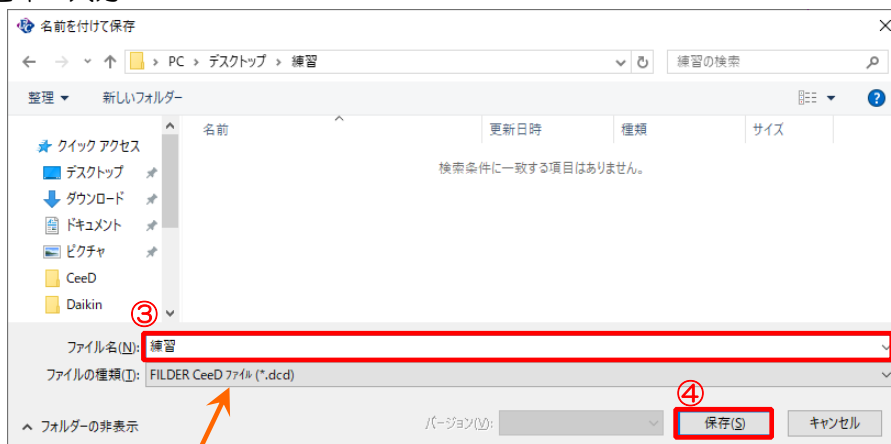 名前を付けて保存
PC › デスクトップ › 練習
練習の検索
整理 ▼ 新しいフォルダー
名前 更新日時 種類 サイズ
検索条件に一致する項目はありません。
クイック アクセス
デスクトップ
ダウンロード
ドキュメント
ピクチャ
CeeD
Daikin
③
ファイル名(N): 練習
ファイルの種類(T): FILDER CeeD ファイル (*.dcd)
④
フォルダーの非表示
バージョン(V):
保存(S)
キャンセル